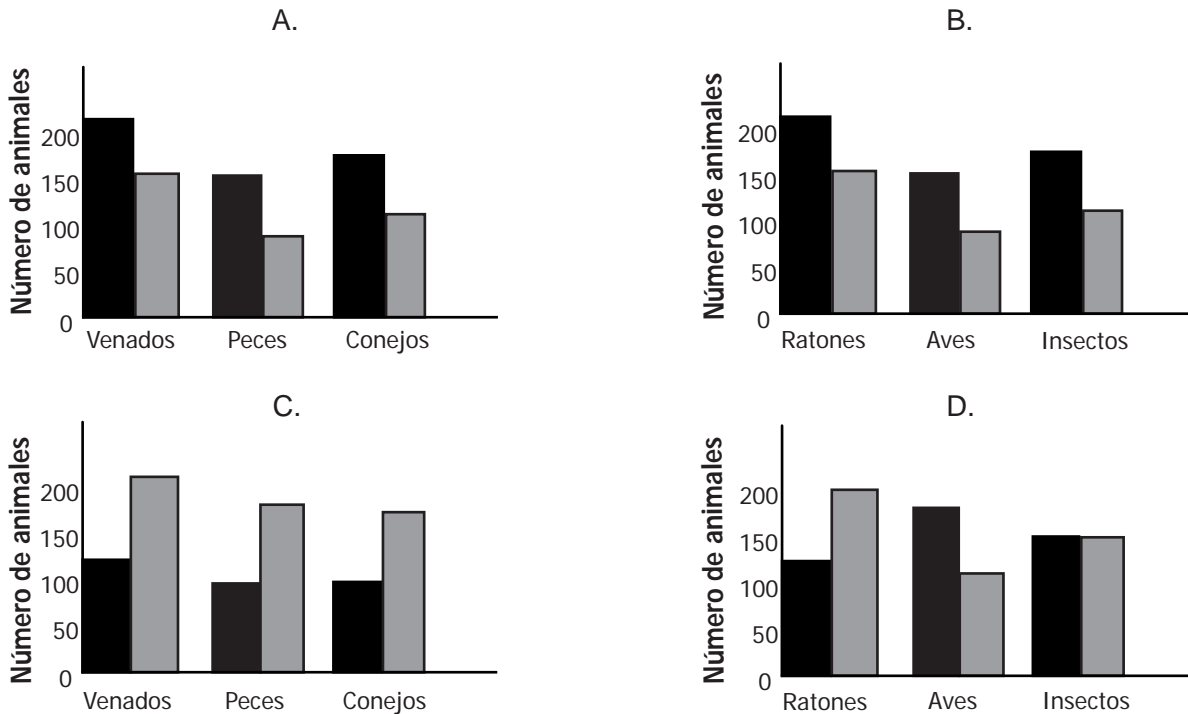 A.
Número de animales
200
150
100
50
0
Venados Peces Conejos
B.
Número de animales
200
150
100
50
0
Ratones Aves Insectos
C.
Número de animales
200
150
100
50
0
Venados Peces Conejos
D.
Número de animales
200
150
100
50
0
Ratones Aves Insectos